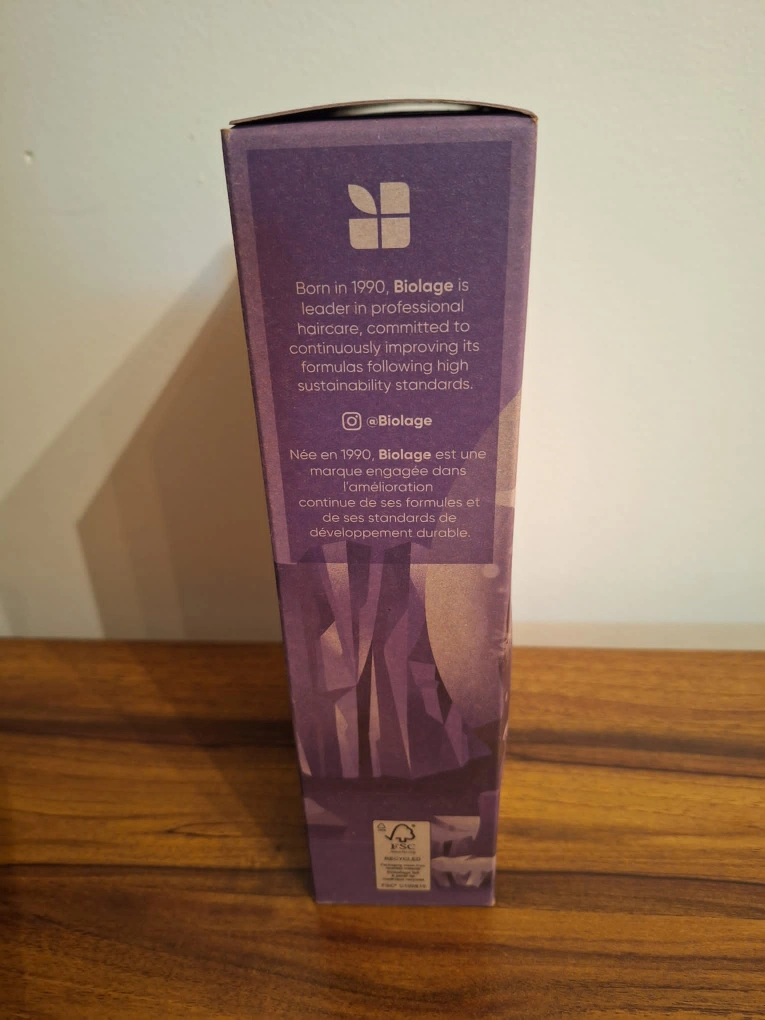 Born in 1990, Biolage is
leader in professional
haircare, committed to
continuously improving its
formulas following high
sustainability standards.
@Biolage
Née en 1990, Biolage est une
marque engagée dans
l'amélioration
continue de ses formules et
de ses standards de
développement durable.
FSC
RECYCLED